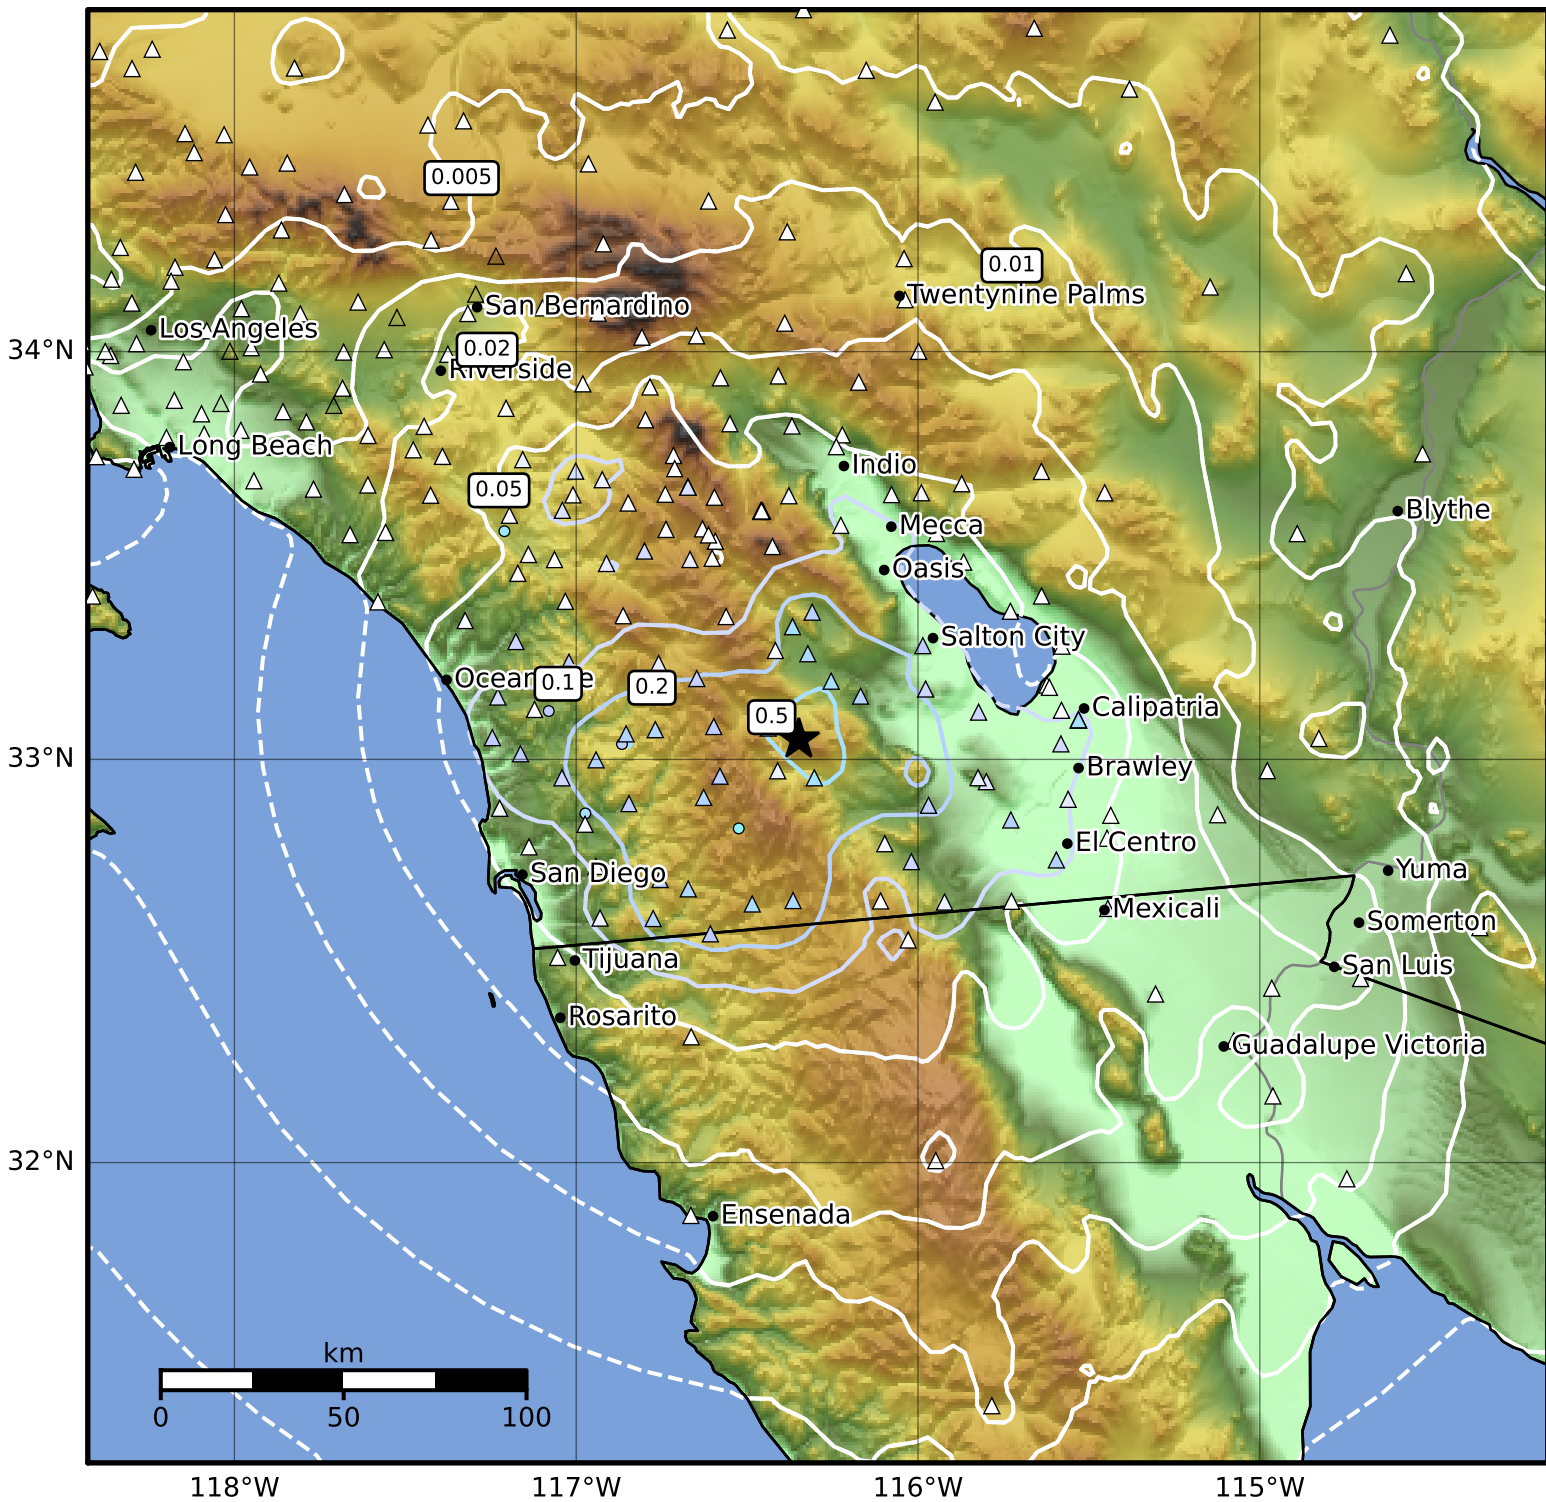 0.005
0.01
Twentynine Palms
San Bernardino
Los Angeles
0.02
34°N
Riverside
Long Beach
Indio
0.05
Blythe
Mecca
Oasis
Salton City
Oceanside
0.1
0.2
0.5
Calipatria
33°N
Brawley
El Centro
San Diego
Yuma
Mexicali
Somerton
Tijuana
San Luis
Rosarito
Guadalupe Victoria
32°N
Ensenada
km
0 50 100
118°W 117°W 116°W 115°W